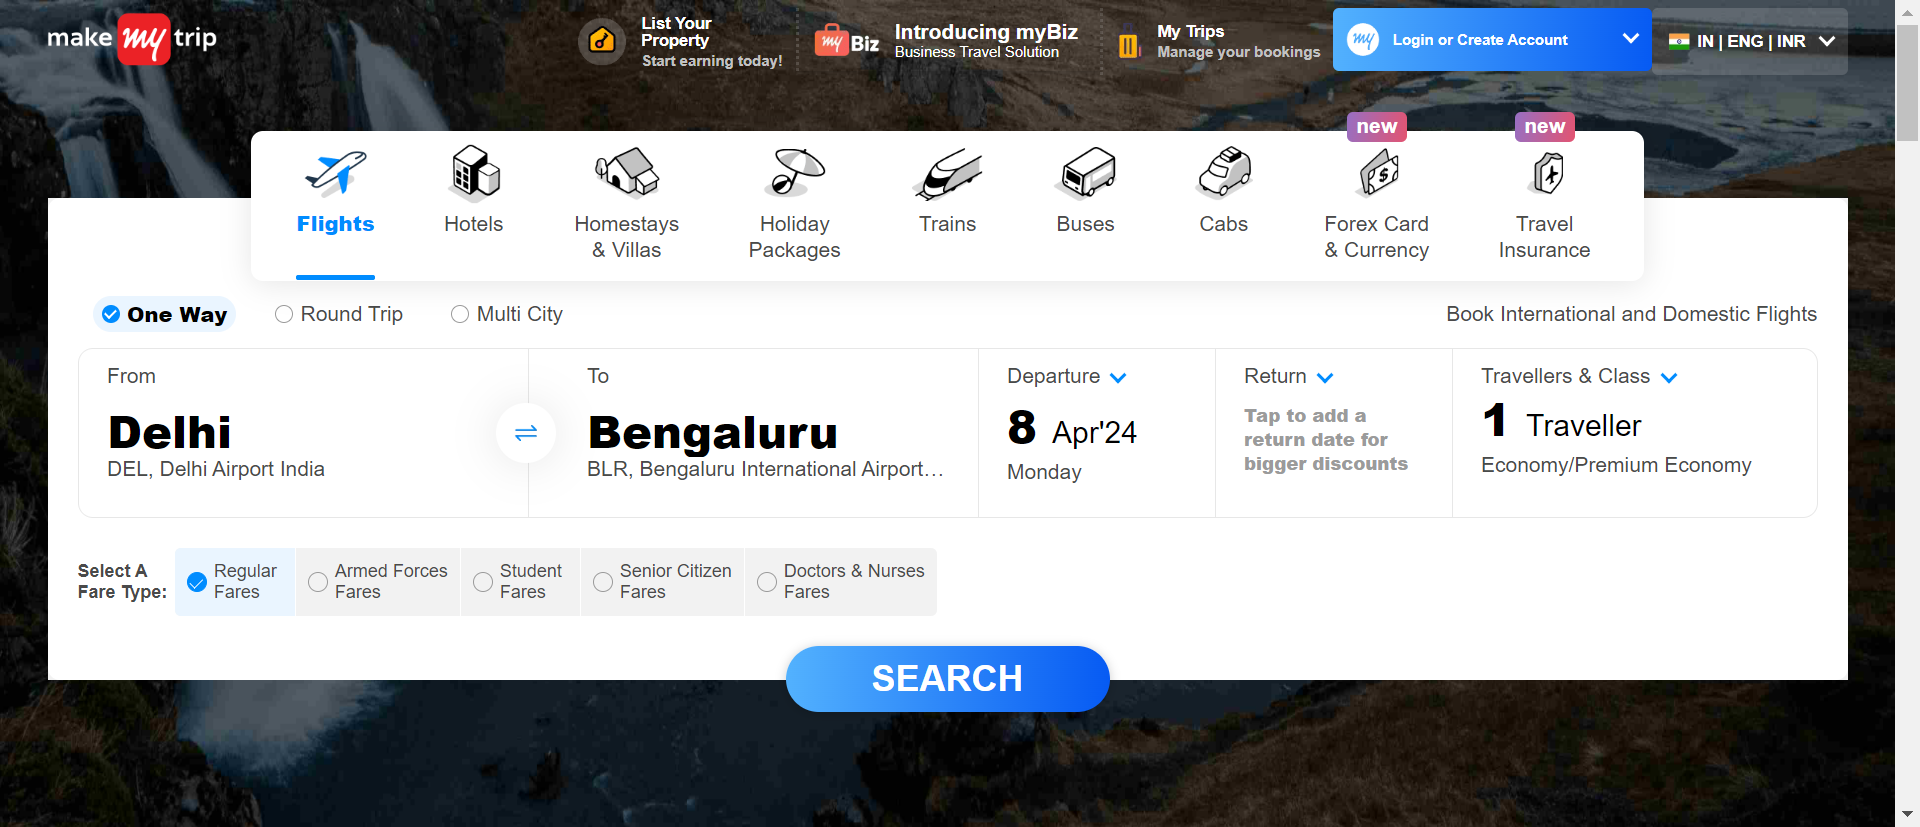 make my trip
List Your
Property
Start earning today!
my Biz
Introducing myBiz
Business Travel Solution
My Trips
Manage your bookings
my
Login or Create Account
IN | ENG | INR
new
new
Flights
Hotels
Homestays
& Villas
Holiday
Packages
Trains
Buses
Cabs
Forex Card
& Currency
Travel
Insurance
One Way
Round Trip
Multi City
Book International and Domestic Flights
From
Delhi
DEL, Delhi Airport India
To
Bengaluru
BLR, Bengaluru International Airport…
Departure
8 Apr'24
Monday
Return
Tap to add a
return date for
bigger discounts
Travellers & Class
1 Traveller
Economy/Premium Economy
Select A
Fare Type:
Regular
Fares
Armed Forces
Fares
Student
Fares
Senior Citizen
Fares
Doctors & Nurses
Fares
SEARCH